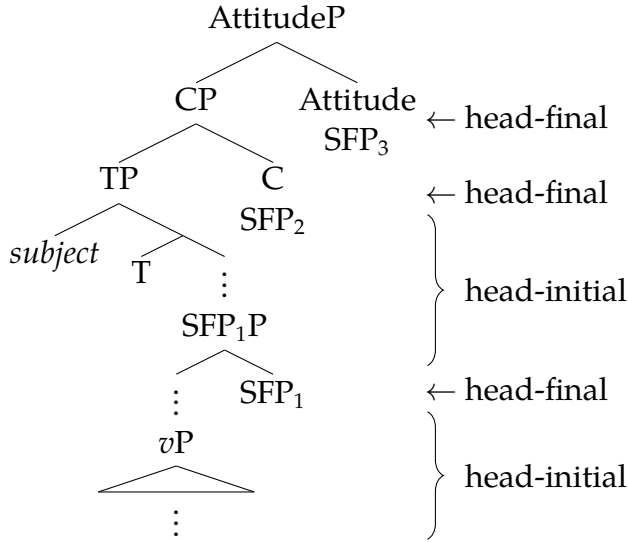 AttitudeP
CP Attitude ← head-final
SFP₃
TP C ← head-final
SFP₂
subject T
⋮ head-initial
SFP₁P
⋮ SFP₁ ← head-final
vP
head-initial
⋮